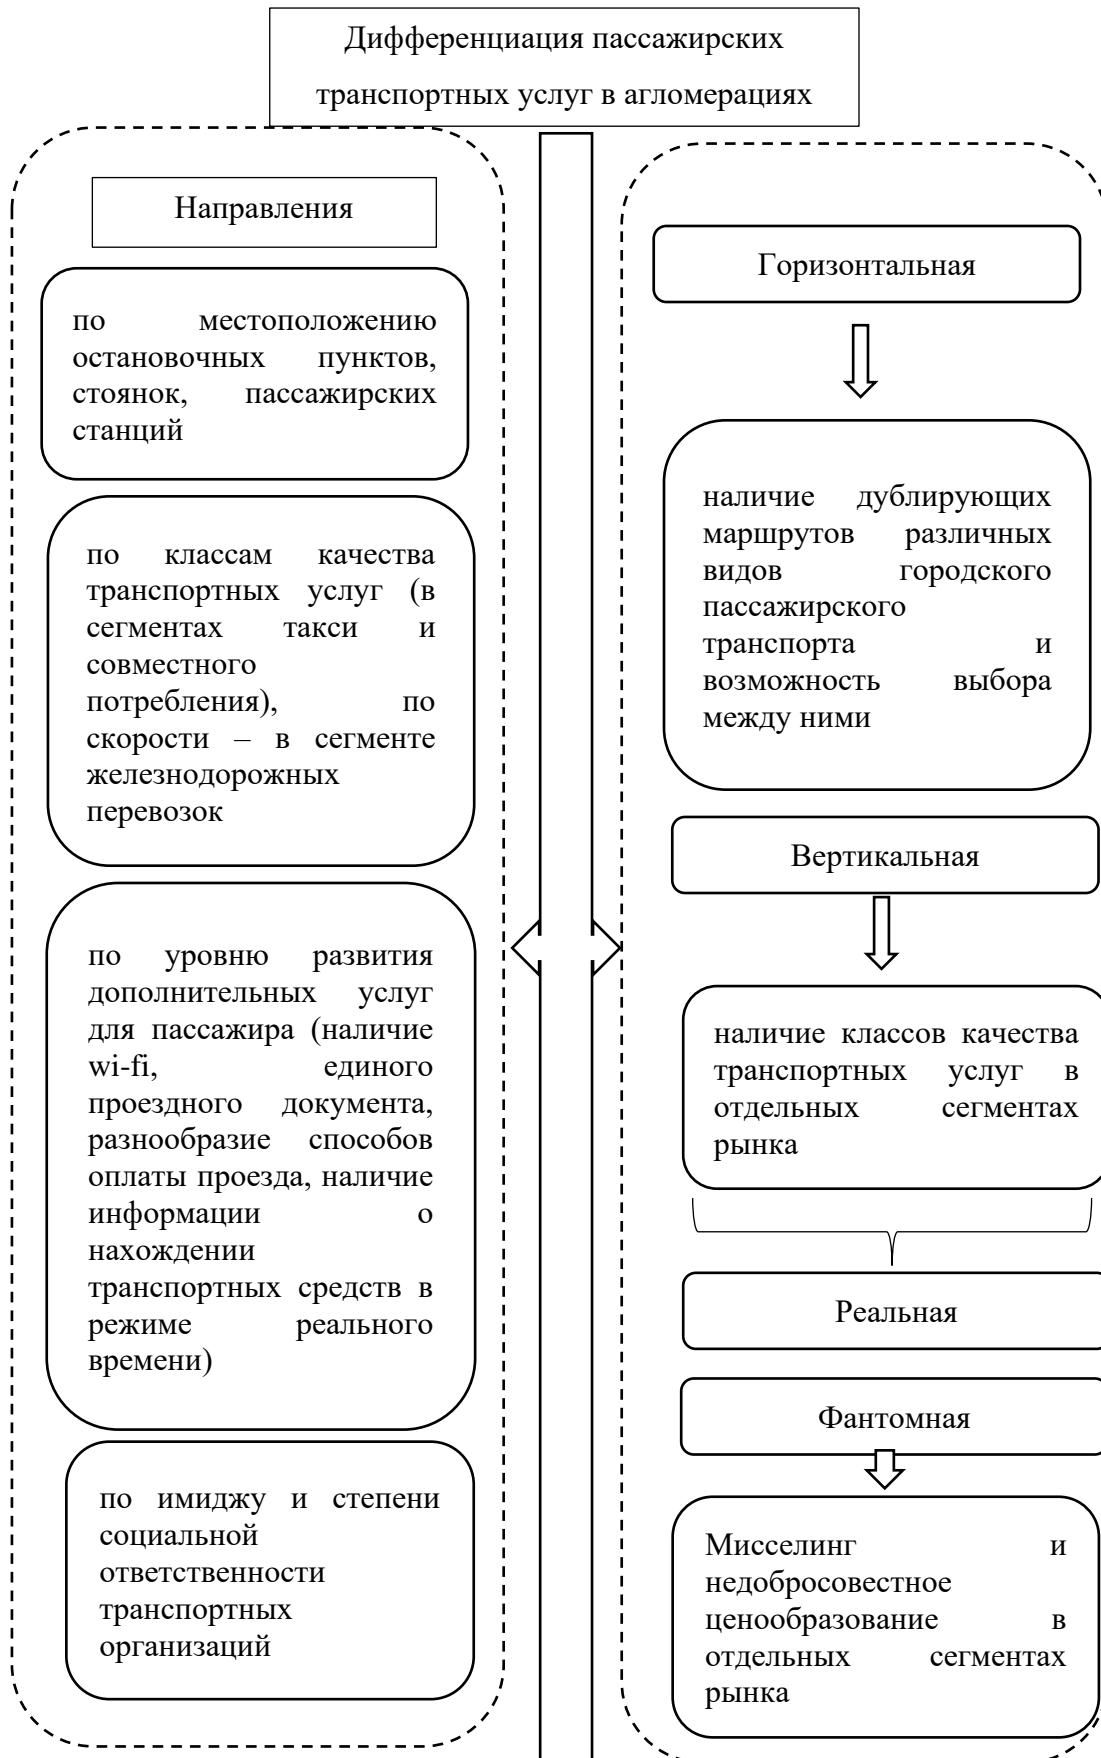 Дифференциация пассажирских
транспортных услуг в агломерациях
Направления
по местоположению
остановочных пунктов,
стоянок, пассажирских
станций
по классам качества
транспортных услуг (в
сегментах такси и
совместного
потребления), по
скорости – в сегменте
железнодорожных
перевозок
по уровню развития
дополнительных услуг
для пассажира (наличие
wi-fi, единого
проездного документа,
разнообразие способов
оплаты проезда, наличие
информации о
нахождении
транспортных средств в
режиме реального
времени)
по имиджу и степени
социальной
ответственности
транспортных
организаций
Горизонтальная
наличие дублирующих
маршрутов различных
видов городского
пассажирского
транспорта и
возможность выбора
между ними
Вертикальная
наличие классов качества
транспортных услуг в
отдельных сегментах
рынка
Реальная
Фантомная
Мисселинг и
недобросовестное
ценообразование в
отдельных сегментах
рынка